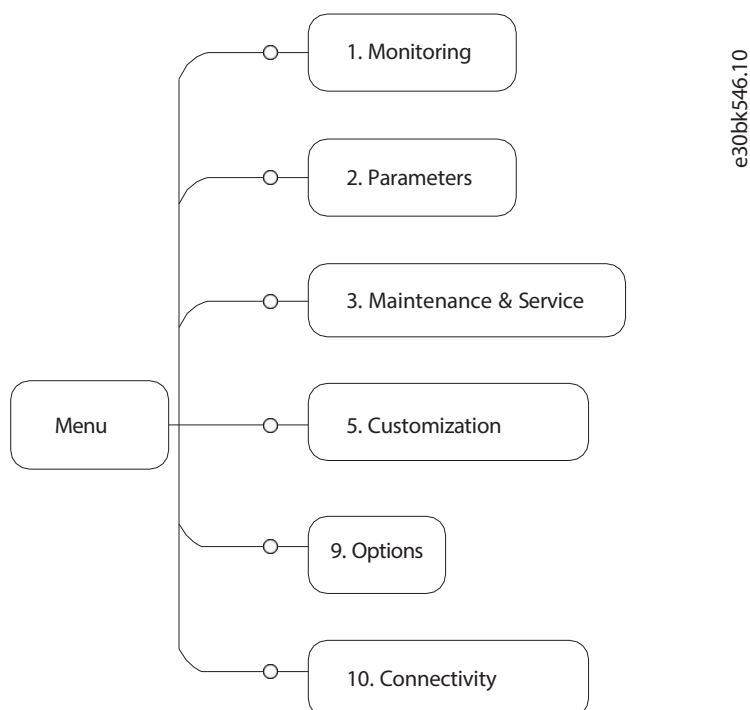 1. Monitoring
e30bk546.10
2. Parameters
3. Maintenance & Service
Menu
5. Customization
9. Options
10. Connectivity